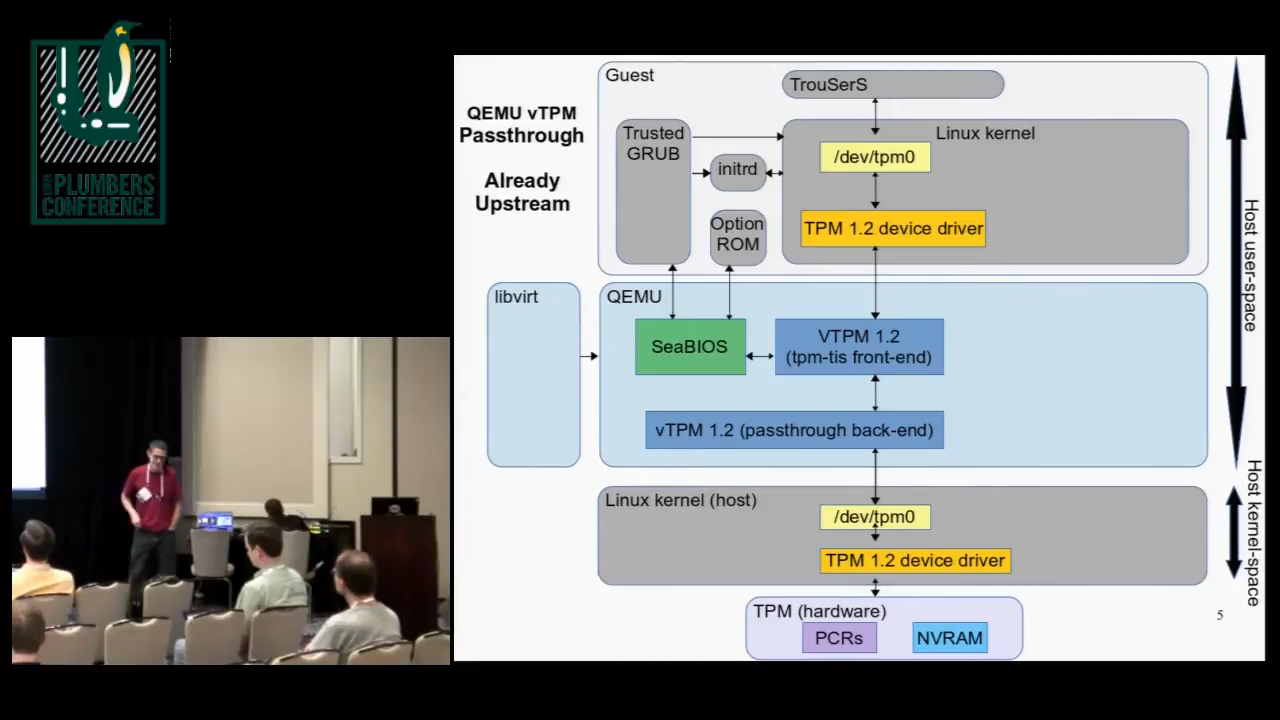 LINUX
PLUMBERS
CONFERENCE
QEMU vTPM
Passthrough
Already
Upstream
Guest
TrouSerS
Trusted
GRUB
initrd
Option
ROM
Linux kernel
/dev/tpm0
TPM 1.2 device driver
libvirt
QEMU
SeaBIOS
VTPM 1.2
(tpm-tis front-end)
vTPM 1.2 (passthrough back-end)
Linux kernel (host)
/dev/tpm0
TPM 1.2 device driver
TPM (hardware)
PCRs
NVRAM
Host user-space
Host kernel-space
5